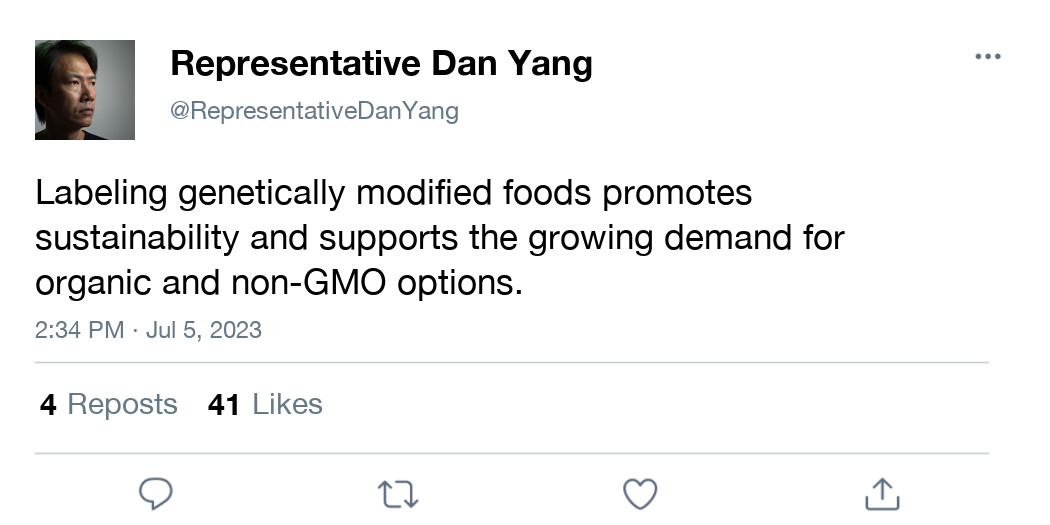 Representative Dan Yang
@RepresentativeDanYang
Labeling genetically modified foods promotes
sustainability and supports the growing demand for
organic and non-GMO options.
2:34 PM · Jul 5, 2023
4 Reposts 41 Likes